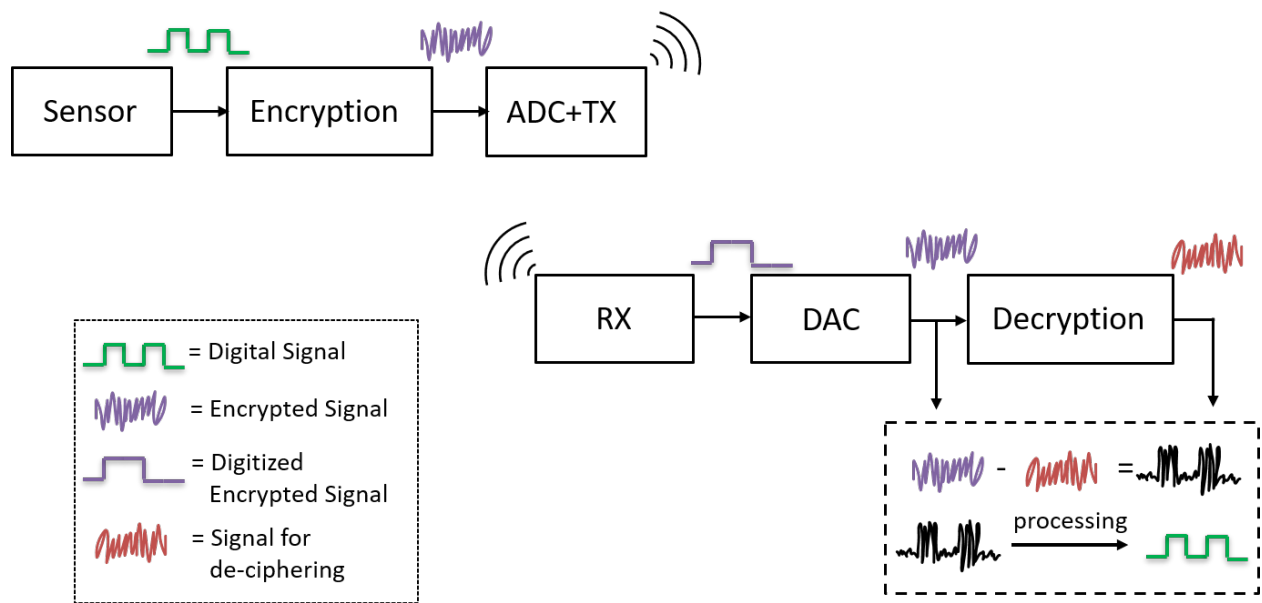 Sensor
Encryption
ADC+TX
RX
DAC
Decryption
= Digital Signal
= Encrypted Signal
= Digitized
Encrypted Signal
= Signal for
de-ciphering
- =
processing